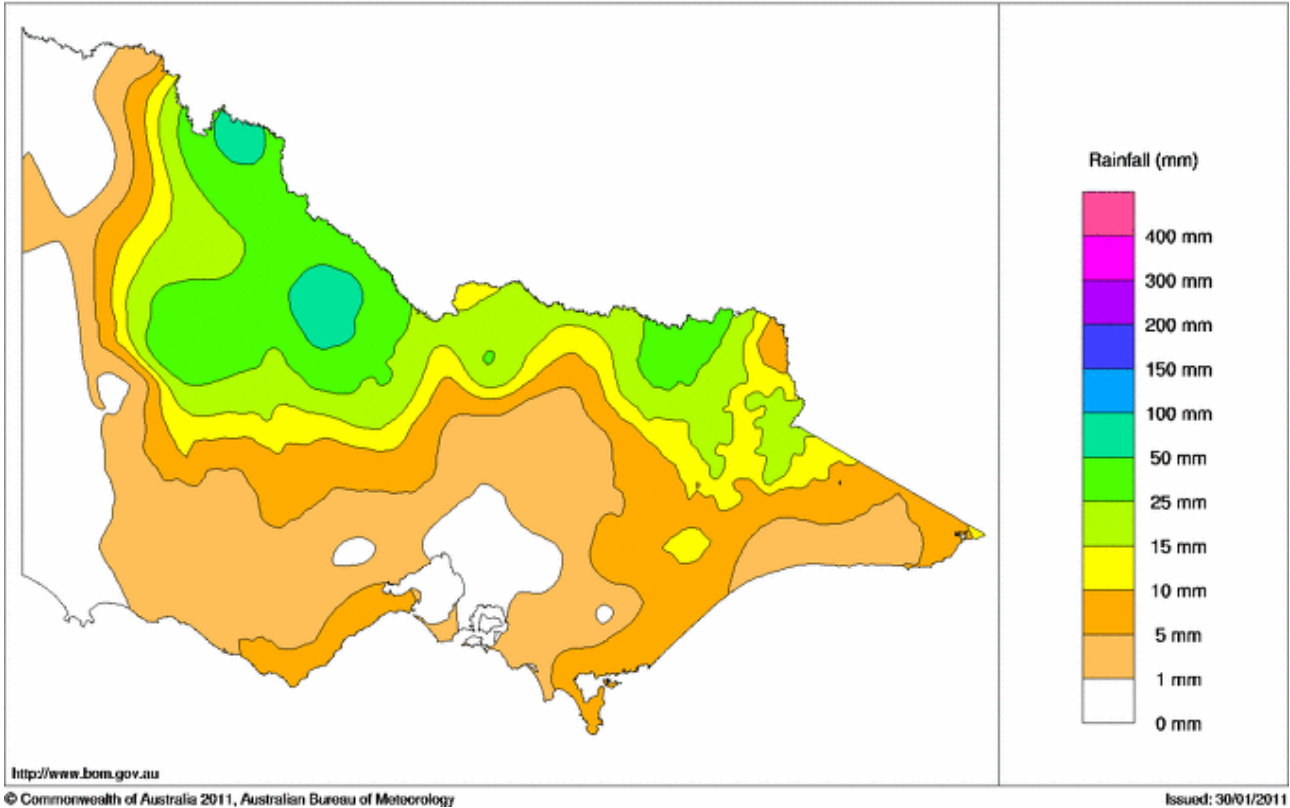 Rainfall (mm)
400 mm
300 mm
200 mm
150 mm
100 mm
50 mm
25 mm
15 mm
10 mm
5 mm
1 mm
0 mm
http://www.bom.gov.au
© Commonwealth of Australia 2011, Australian Bureau of Meteorology
Issued: 30/01/2011